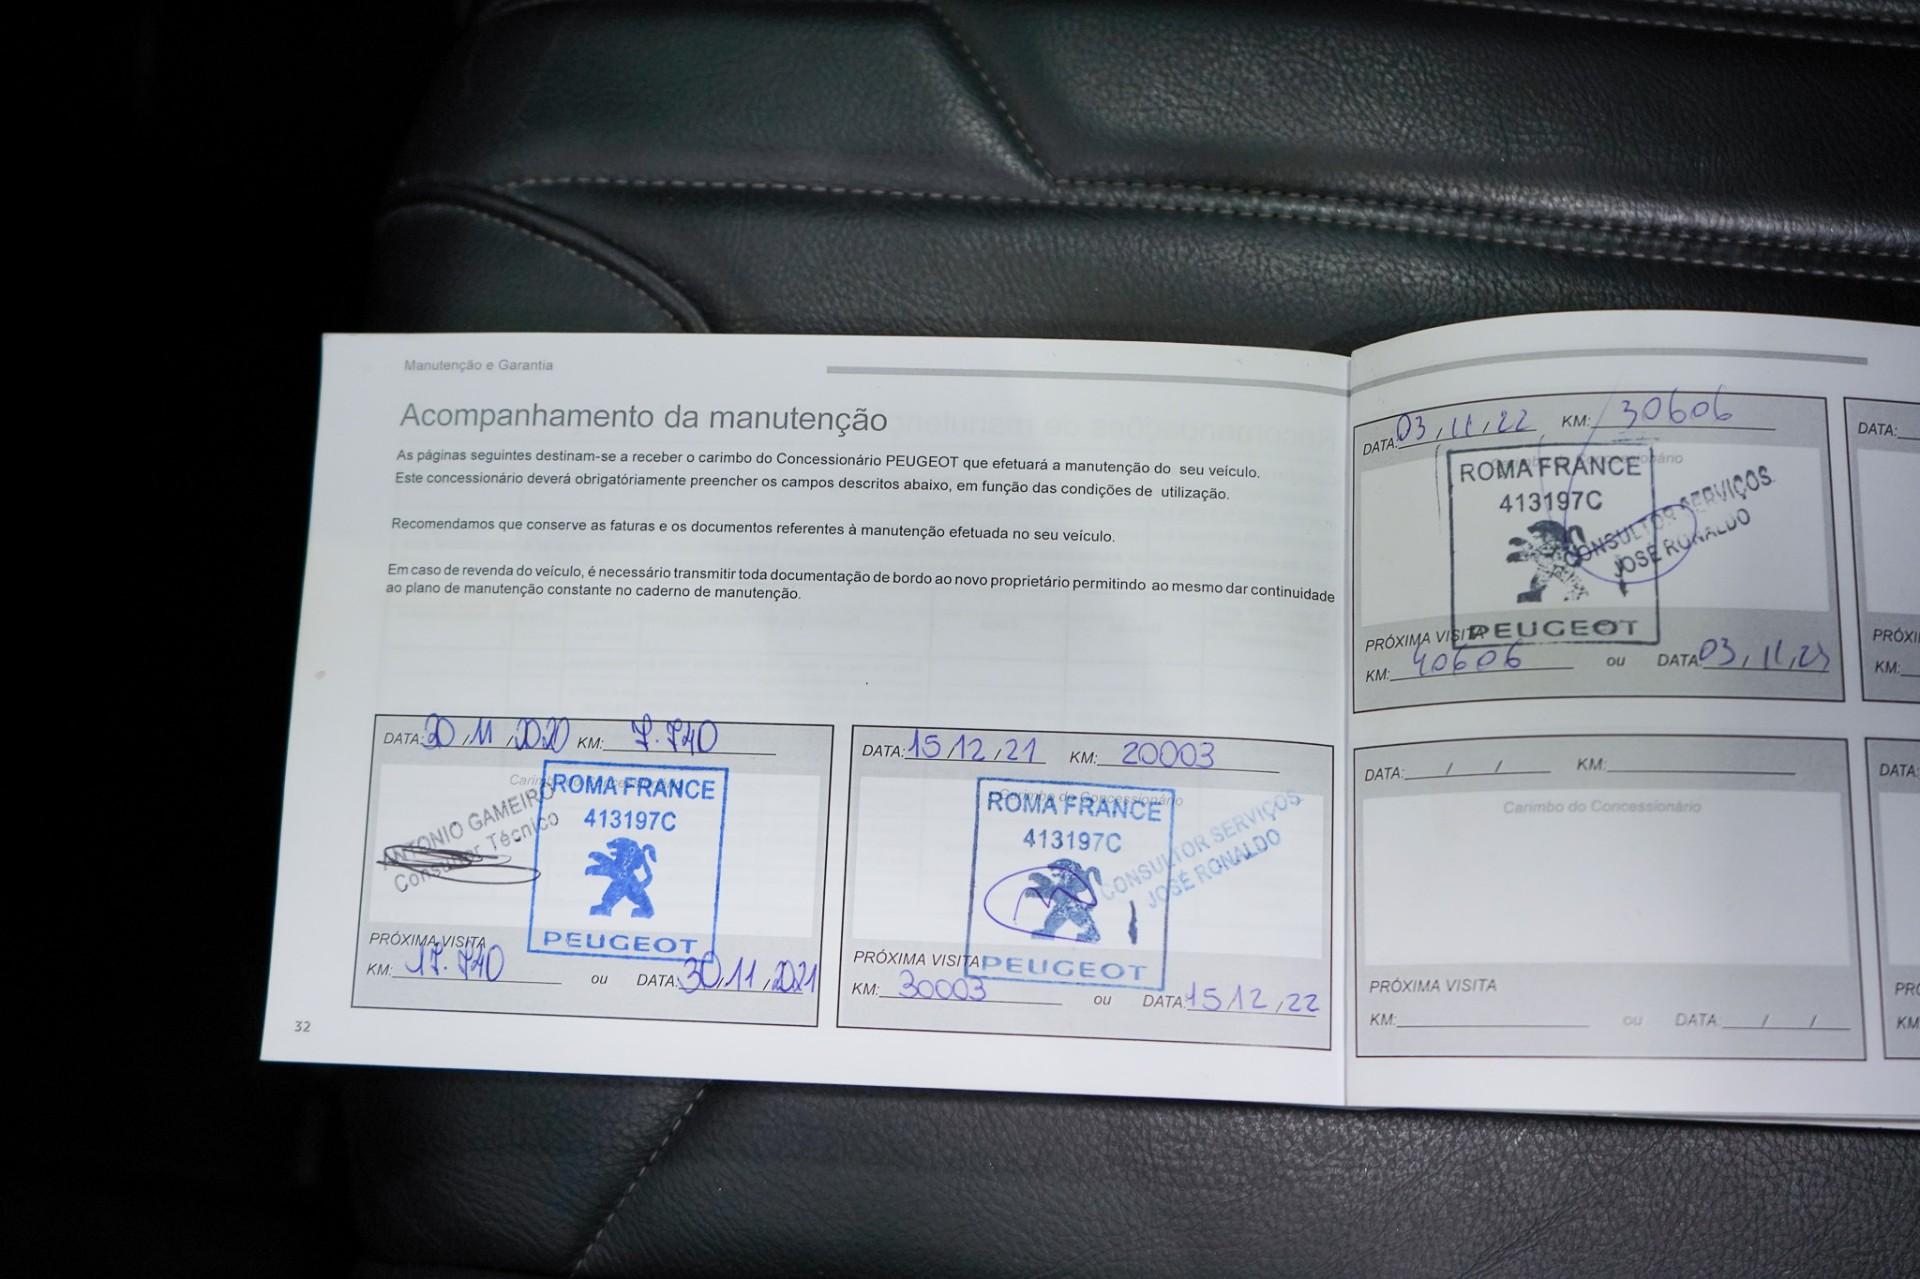 Manutenção e Garantia
Acompanhamento da manutenção
As páginas seguintes destinam-se a receber o carimbo do Concessionário PEUGEOT que efetuará a manutenção do seu veículo.
Este concessionário deverá obrigatóriamente preencher os campos descritos abaixo, em função das condições de utilização.
Recomendamos que conserve as faturas e os documentos referentes à manutenção efetuada no seu veículo.
Em caso de revenda do veículo, é necessário transmitir toda documentação de bordo ao novo proprietário permitindo ao mesmo dar continuidade
ao plano de manutenção constante no caderno de manutenção.
DATA: /11/2020 KM: 7.740
ROMA FRANCE
413197C
ANTONIO GAMEIRO
Consultor Técnico
PEUGEOT
PRÓXIMA VISITA
KM: 17.740 ou DATA: 30/11/2021
DATA: 15/12/21 KM: 20003
Carimbo do Concessionário
ROMA FRANCE
413197C
CONSULTOR SERVIÇOS
JOSÉ RONALDO
PEUGEOT
PRÓXIMA VISITA
KM: 30003 ou DATA: 15/12/22
32
DATA: 03/11/22 KM: 30606
ROMA FRANCE
413197C
CONSULTOR SERVIÇOS
JOSÉ RONALDO
PEUGEOT
PRÓXIMA VISITA
KM: 40606 ou DATA: 03/11/23
DATA: / / KM:
Carimbo do Concessionário
PRÓXIMA VISITA
KM: ou DATA: / /
DATA:
KM:
DATA:
KM